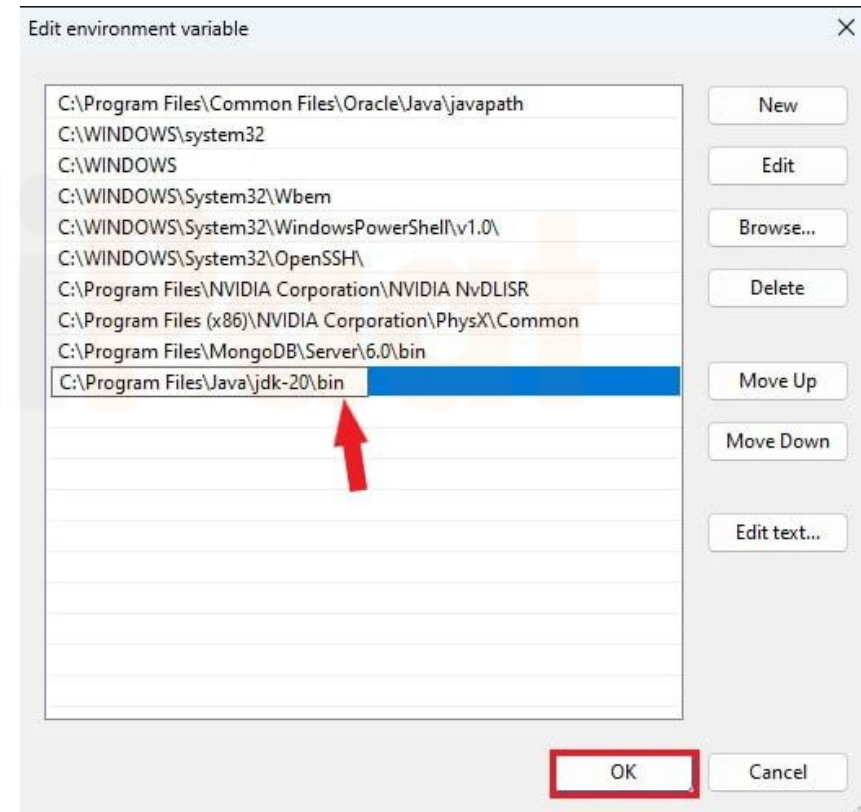 Edit environment variable
C:\Program Files\Common Files\Oracle\Java\javapath
C:\WINDOWS\system32
C:\WINDOWS
C:\WINDOWS\System32\Wbem
C:\WINDOWS\System32\WindowsPowerShell\v1.0\
C:\WINDOWS\System32\OpenSSH\
C:\Program Files\NVIDIA Corporation\NVIDIA NvDLISR
C:\Program Files (x86)\NVIDIA Corporation\PhysX\Common
C:\Program Files\MongoDB\Server\6.0\bin
C:\Program Files\Java\jdk-20\bin
New
Edit
Browse...
Delete
Move Up
Move Down
Edit text...
OK
Cancel